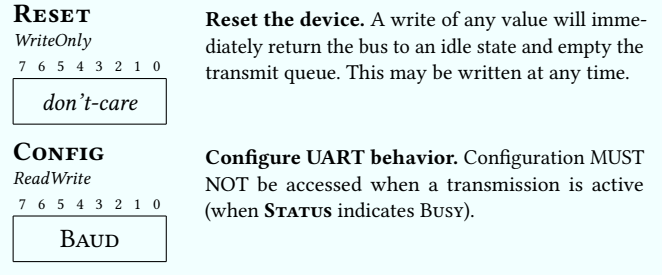 RESET
WriteOnly
7 6 5 4 3 2 1 0
don't-care
Reset the device. A write of any value will imme-
diately return the bus to an idle state and empty the
transmit queue. This may be written at any time.
CONFIG
ReadWrite
7 6 5 4 3 2 1 0
BAUD
Configure UART behavior. Configuration MUST
NOT be accessed when a transmission is active
(when STATUS indicates BUSY).